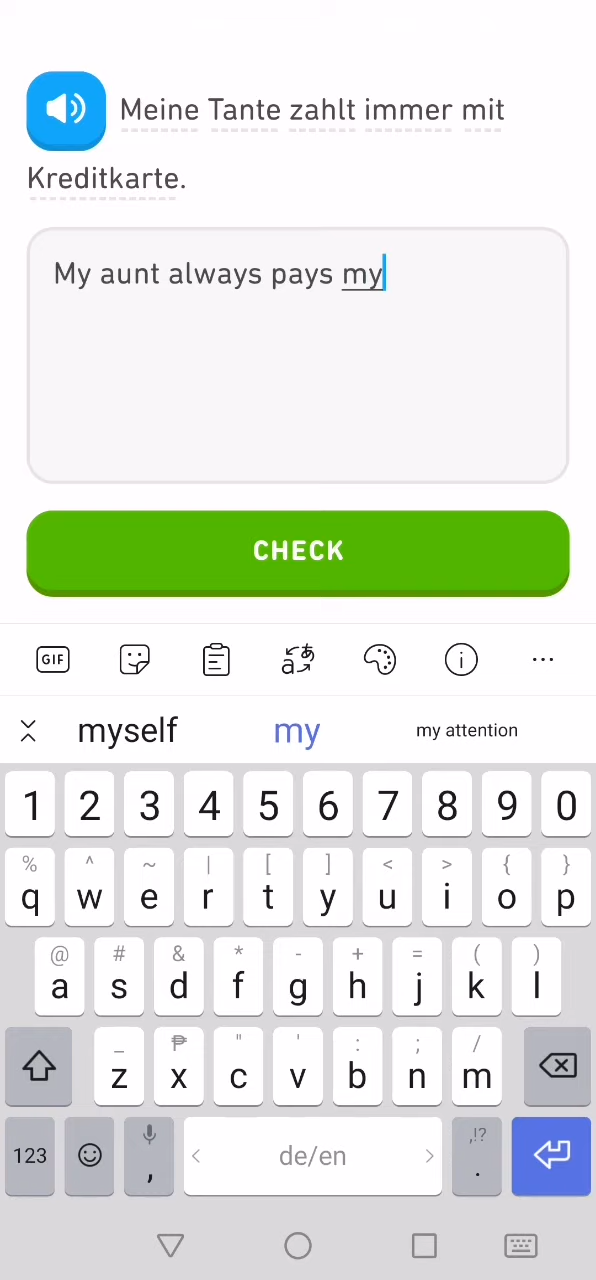 Meine Tante zahlt immer mit
Kreditkarte.
My aunt always pays my
CHECK
GIF
myself my my attention
1 2 3 4 5 6 7 8 9 0
% ^ ~ | [ ] < > { }
q w e r t y u i o p
@ # & * - + = ( )
a s d f g h j k l
_ ₱ " ' : ; /
z x c v b n m
,!?
123 , < de/en > .